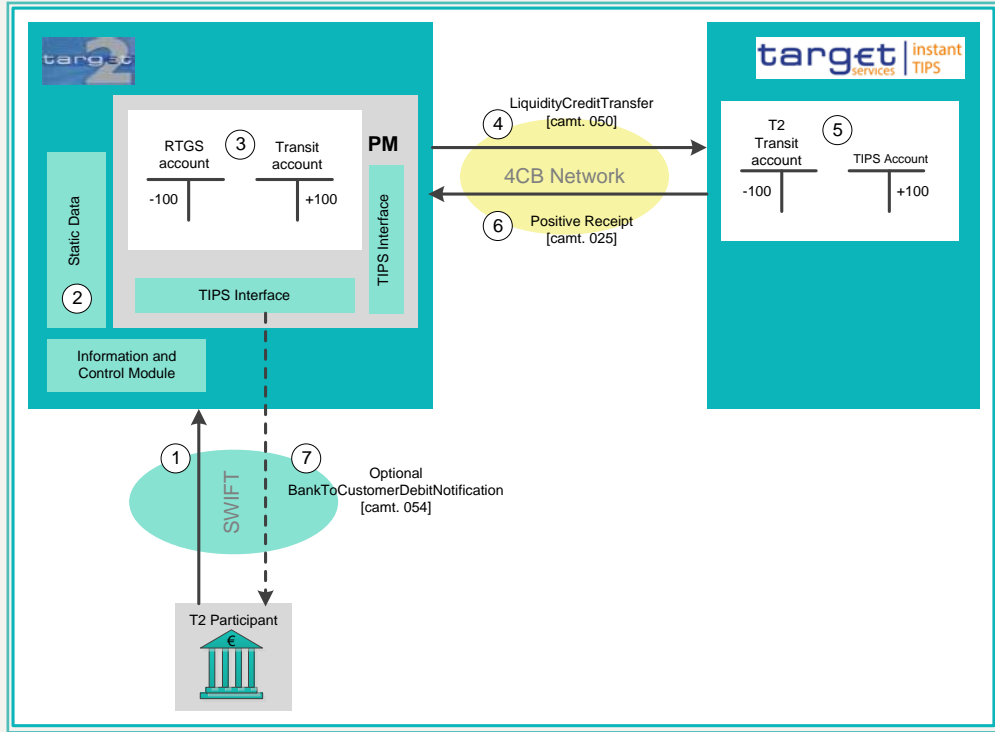 target
2
target
services
instant
TIPS
RTGS
account
-100
3
Transit
account
+100
PM
TIPS Interface
TIPS Interface
Static Data
2
Information and
Control Module
LiquidityCreditTransfer
[camt. 050]
4
4CB Network
6
Positive Receipt
[camt. 025]
T2
Transit
account
-100
5
TIPS Account
+100
1
SWIFT
7
Optional
BankToCustomerDebitNotification
[camt. 054]
T2 Participant
€